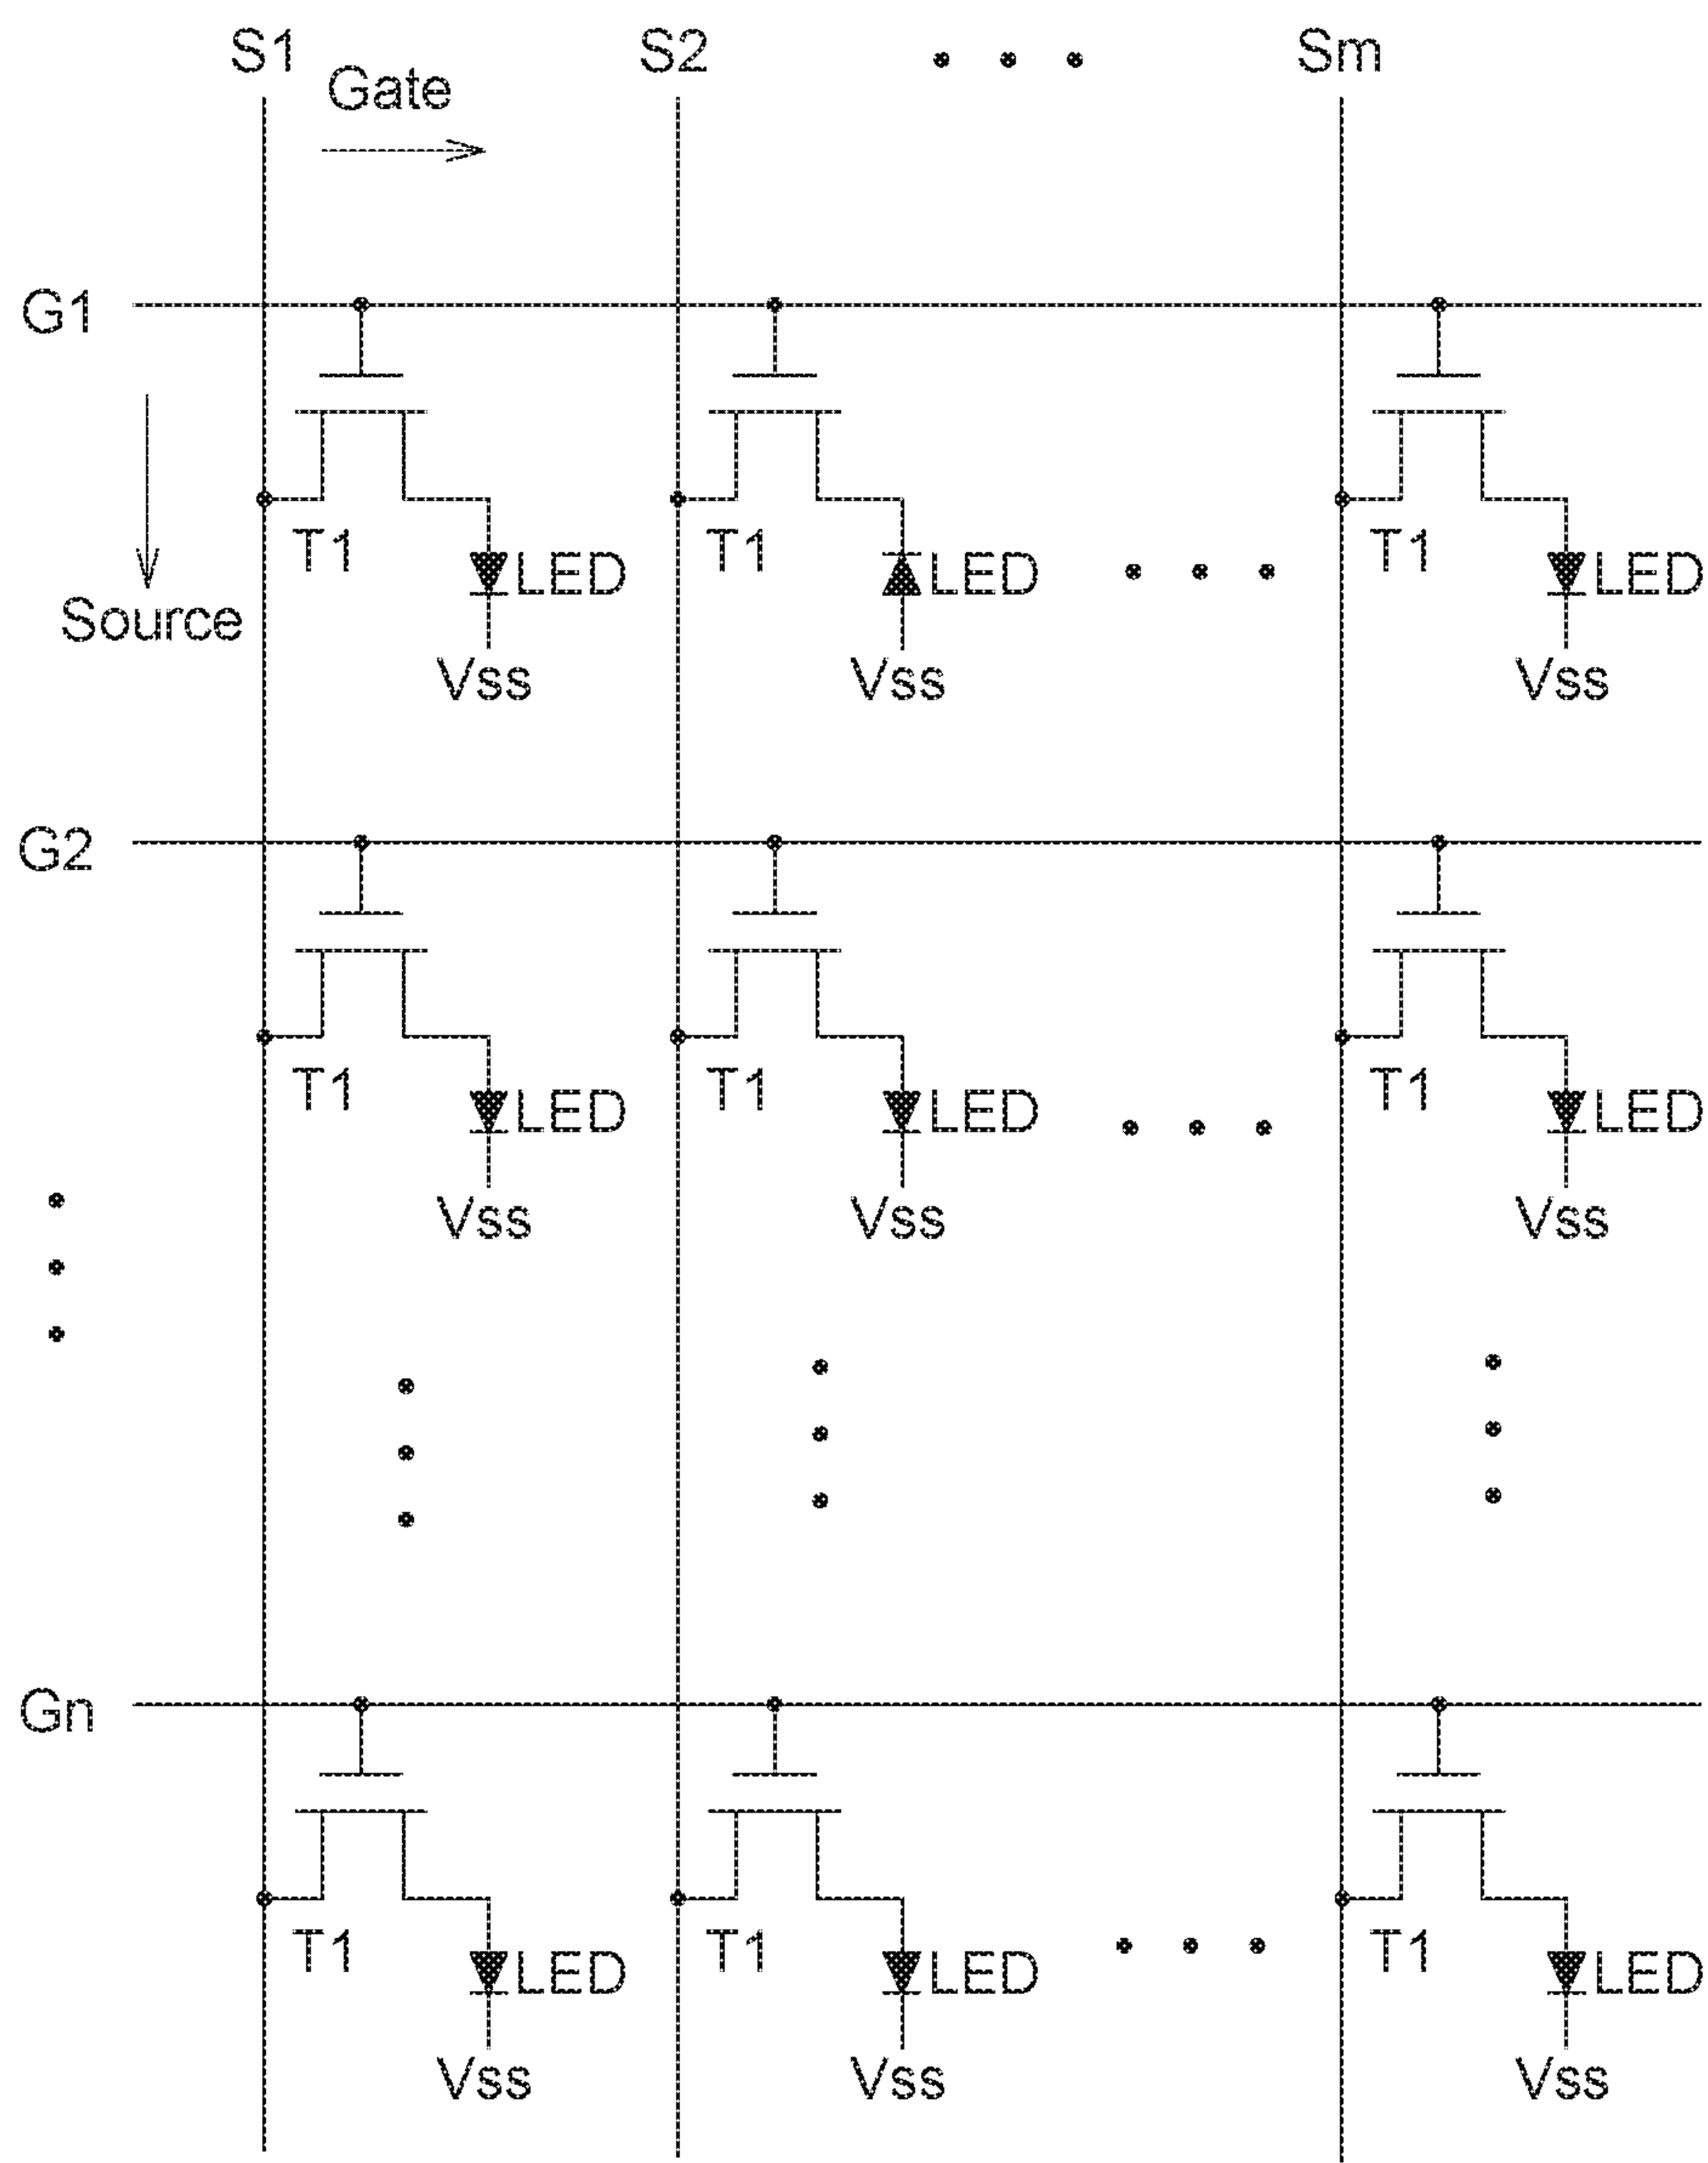 S1 S2 Sm
Gate
G1
T1 T1 T1
LED LED LED
Source
Vss Vss Vss
G2
T1 T1 T1
LED LED LED
Vss Vss Vss
Gn
T1 T1 T1
LED LED LED
Vss Vss Vss